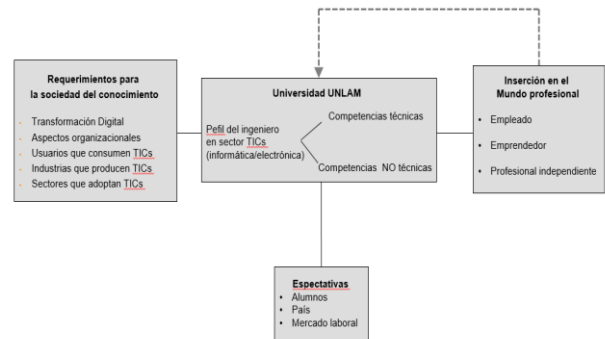 Requerimientos para
la sociedad del conocimiento
- Transformación Digital
- Aspectos organizacionales
- Usuarios que consumen TICs
- Industrias que producen TICs
- Sectores que adoptan TICs
Universidad UNLAM
Pefil del ingeniero
en sector TICs
(informática/electrónica)
Competencias técnicas
Competencias NO técnicas
Inserción en el
Mundo profesional
• Empleado
• Emprendedor
• Profesional independiente
Espectativas
• Alumnos
• País
• Mercado laboral